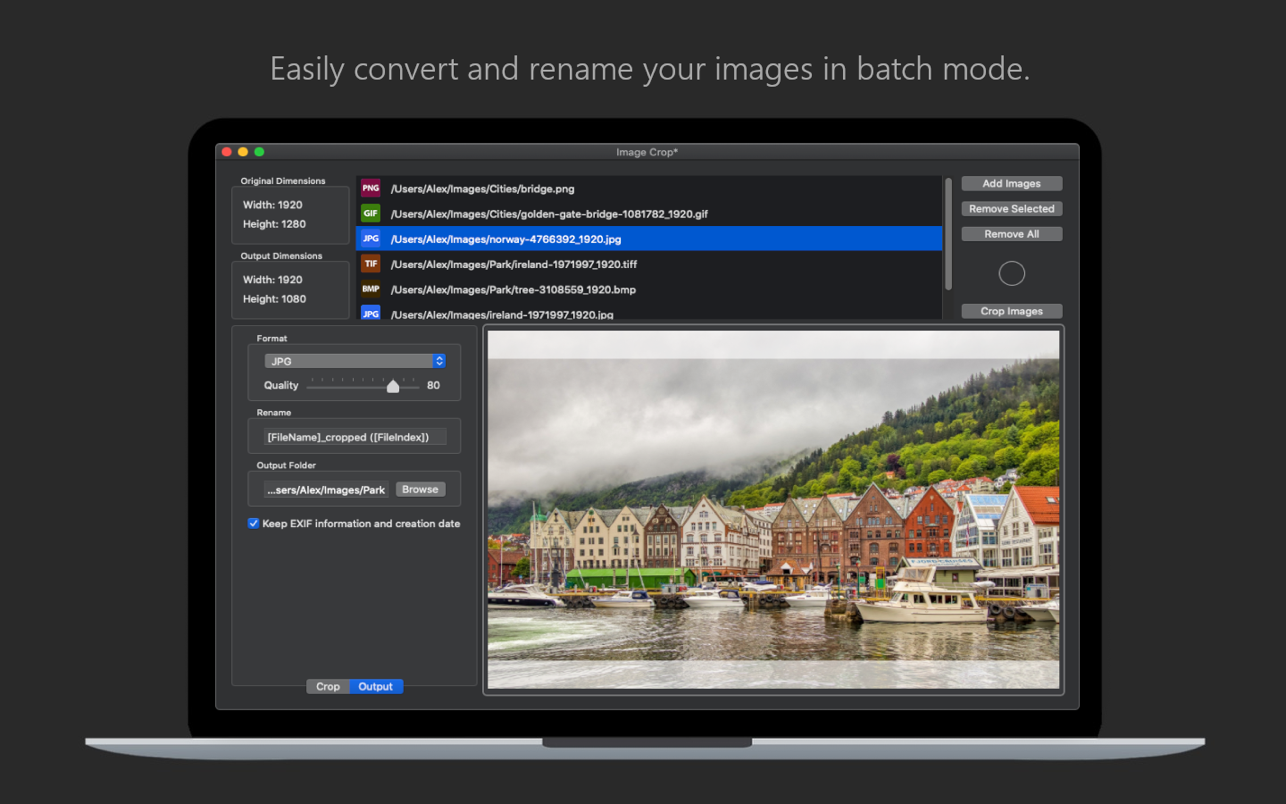 Easily convert and rename your images in batch mode.
Image Crop*
Original Dimensions
Width: 1920
Height: 1280
Output Dimensions
Width: 1920
Height: 1080
PNG /Users/Alex/Images/Cities/bridge.png
GIF /Users/Alex/Images/Cities/golden-gate-bridge-1081782_1920.gif
JPG /Users/Alex/Images/norway-4766392_1920.jpg
TIF /Users/Alex/Images/Park/ireland-1971997_1920.tiff
BMP /Users/Alex/Images/Park/tree-3108559_1920.bmp
JPG /Users/Alex/Images/ireland-1971997_1920.jpg
Add Images
Remove Selected
Remove All
Crop Images
Format
JPG
Quality 80
Rename
[FileName]_cropped ([FileIndex])
Output Folder
...sers/Alex/Images/Park Browse
Keep EXIF information and creation date
Crop Output